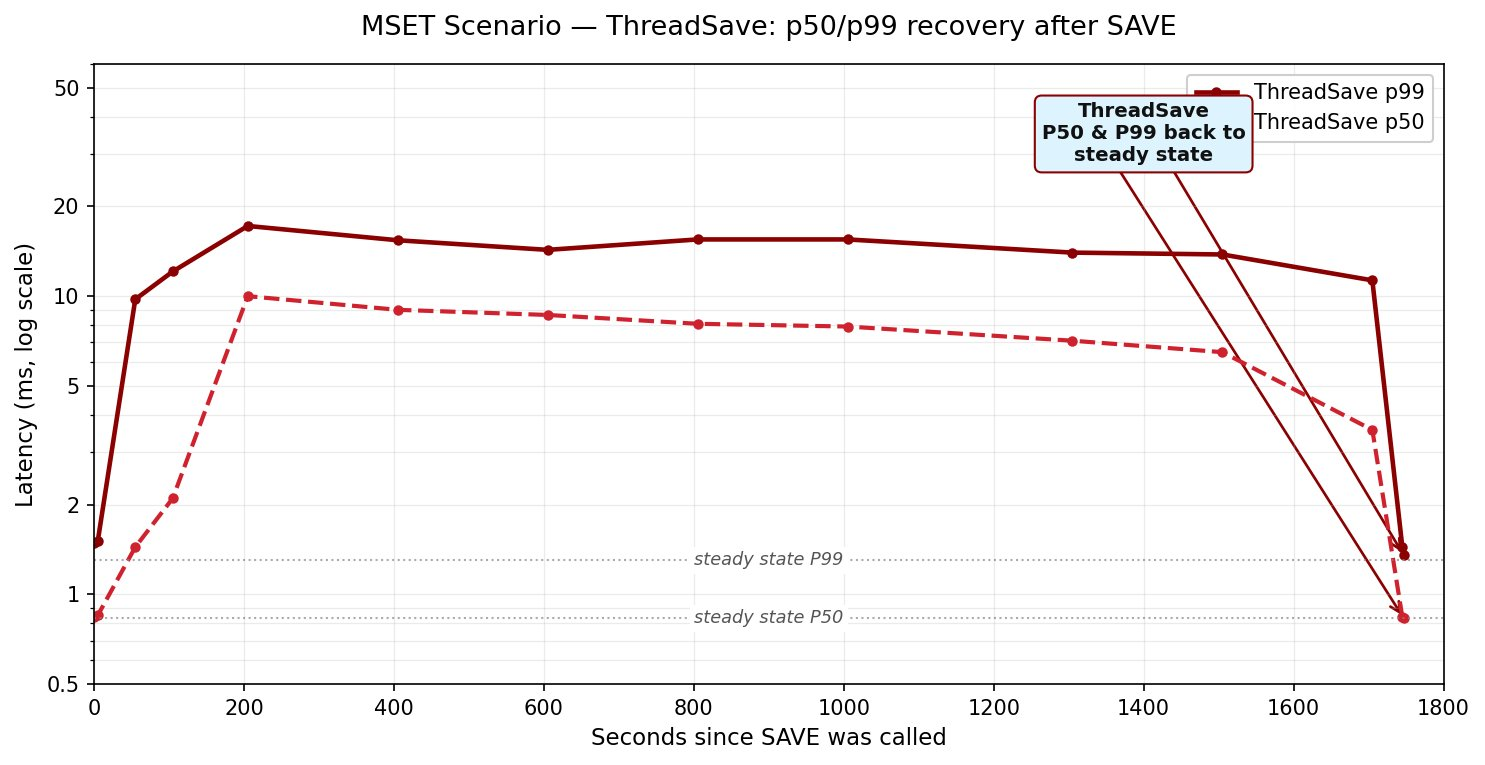 MSET Scenario — ThreadSave: p50/p99 recovery after SAVE
ThreadSave p99
ThreadSave p50
ThreadSave
P50 & P99 back to
steady state
Latency (ms, log scale)
50
20
10
5
2
1
0.5
steady state P99
steady state P50
0 200 400 600 800 1000 1200 1400 1600 1800
Seconds since SAVE was called